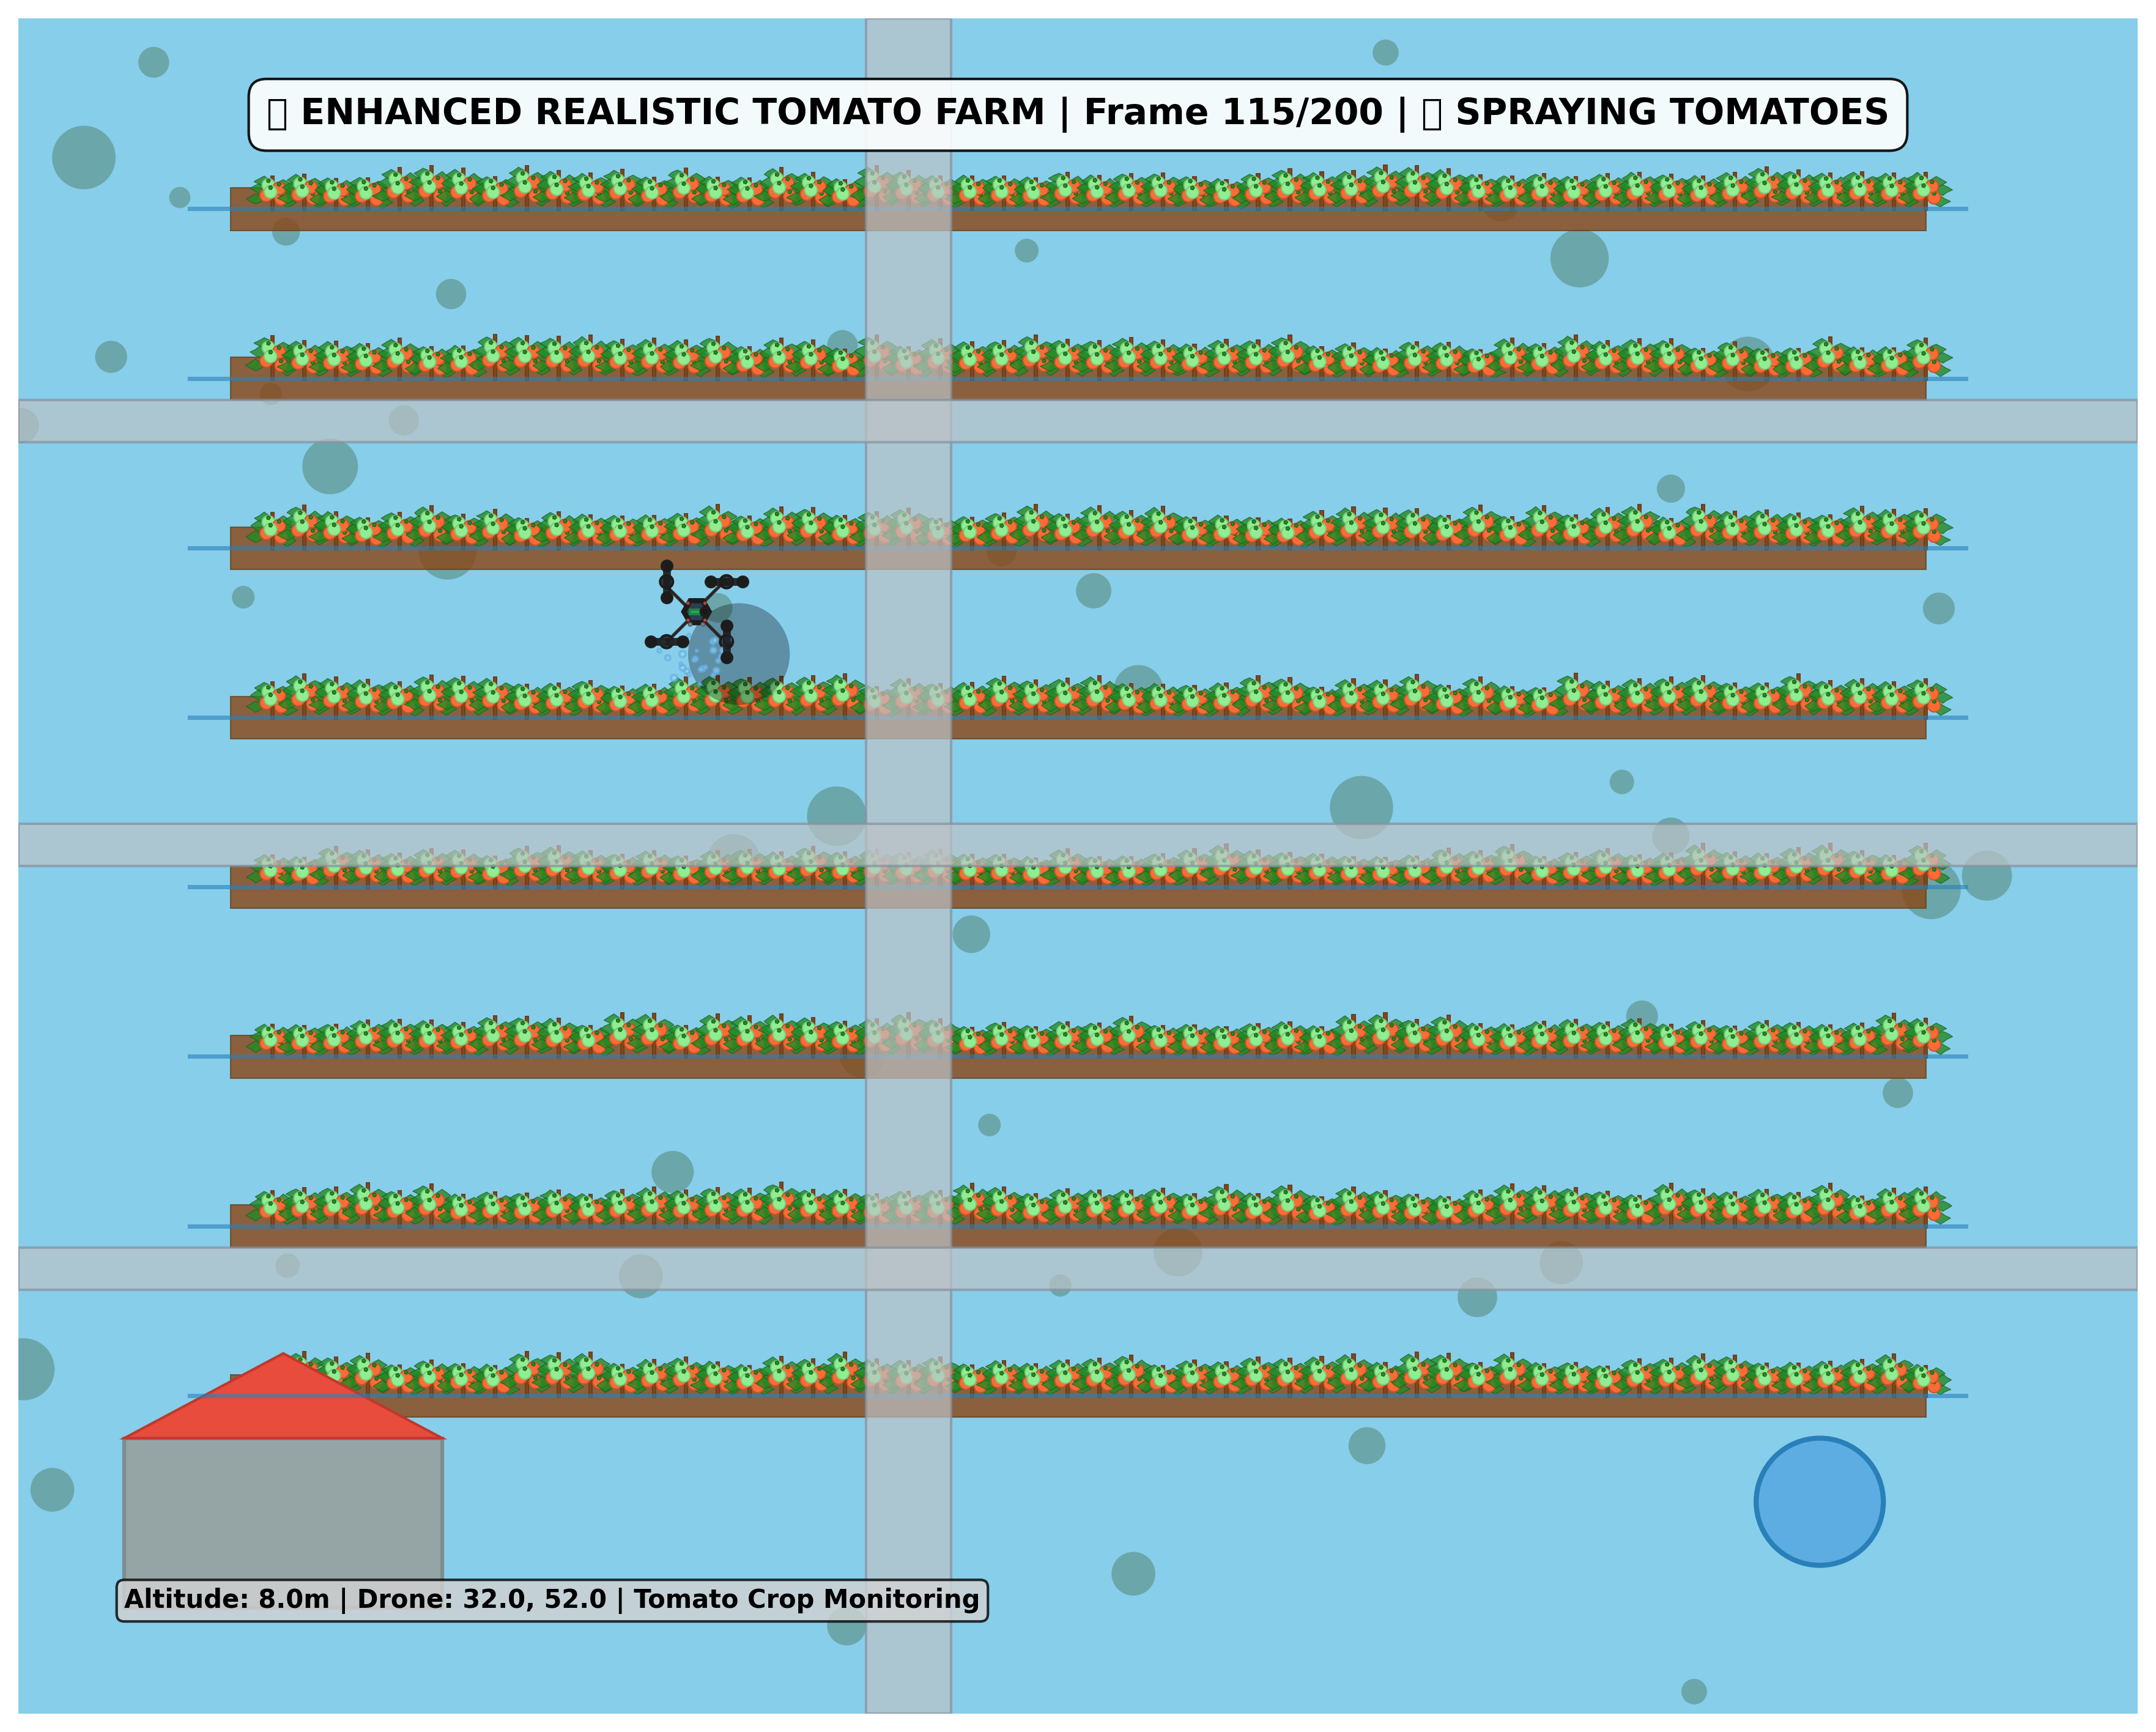 ▯ ENHANCED REALISTIC TOMATO FARM | Frame 115/200 | ▯ SPRAYING TOMATOES
Altitude: 8.0m | Drone: 32.0, 52.0 | Tomato Crop Monitoring